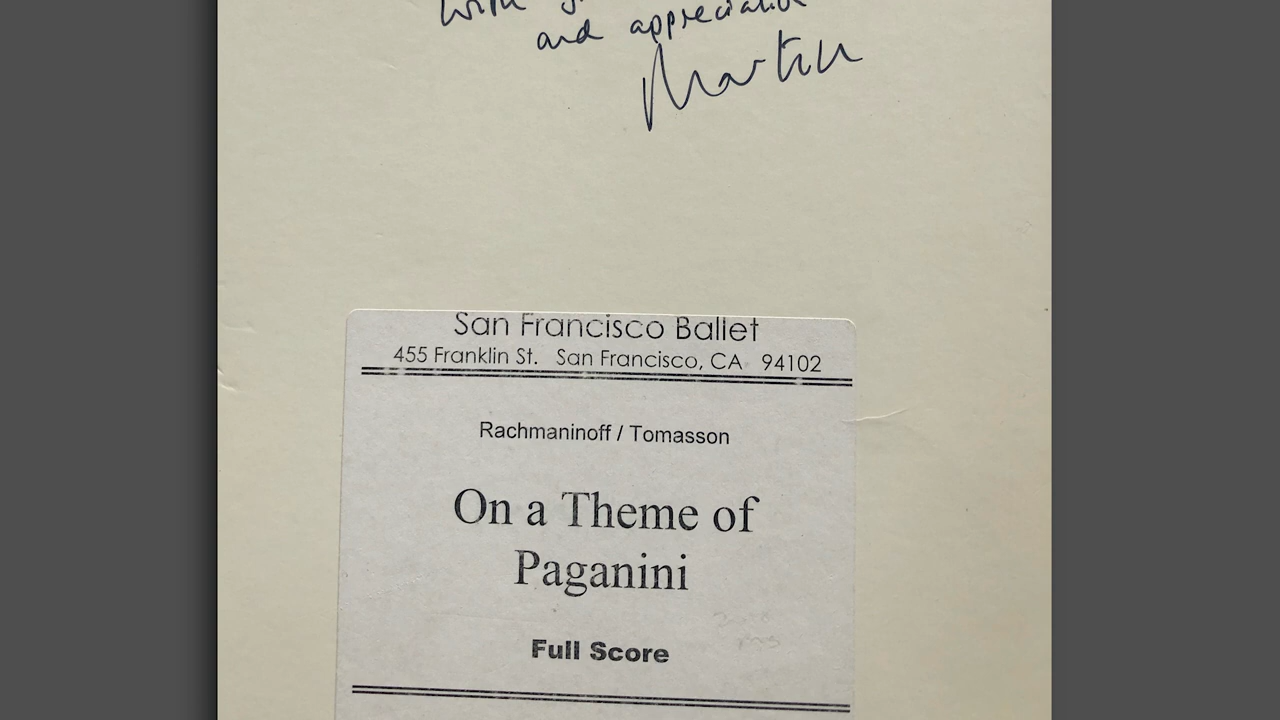 with
and appreciation
Martin
San Francisco Ballet
455 Franklin St. San Francisco, CA 94102
Rachmaninoff / Tomasson
On a Theme of
Paganini
Full Score